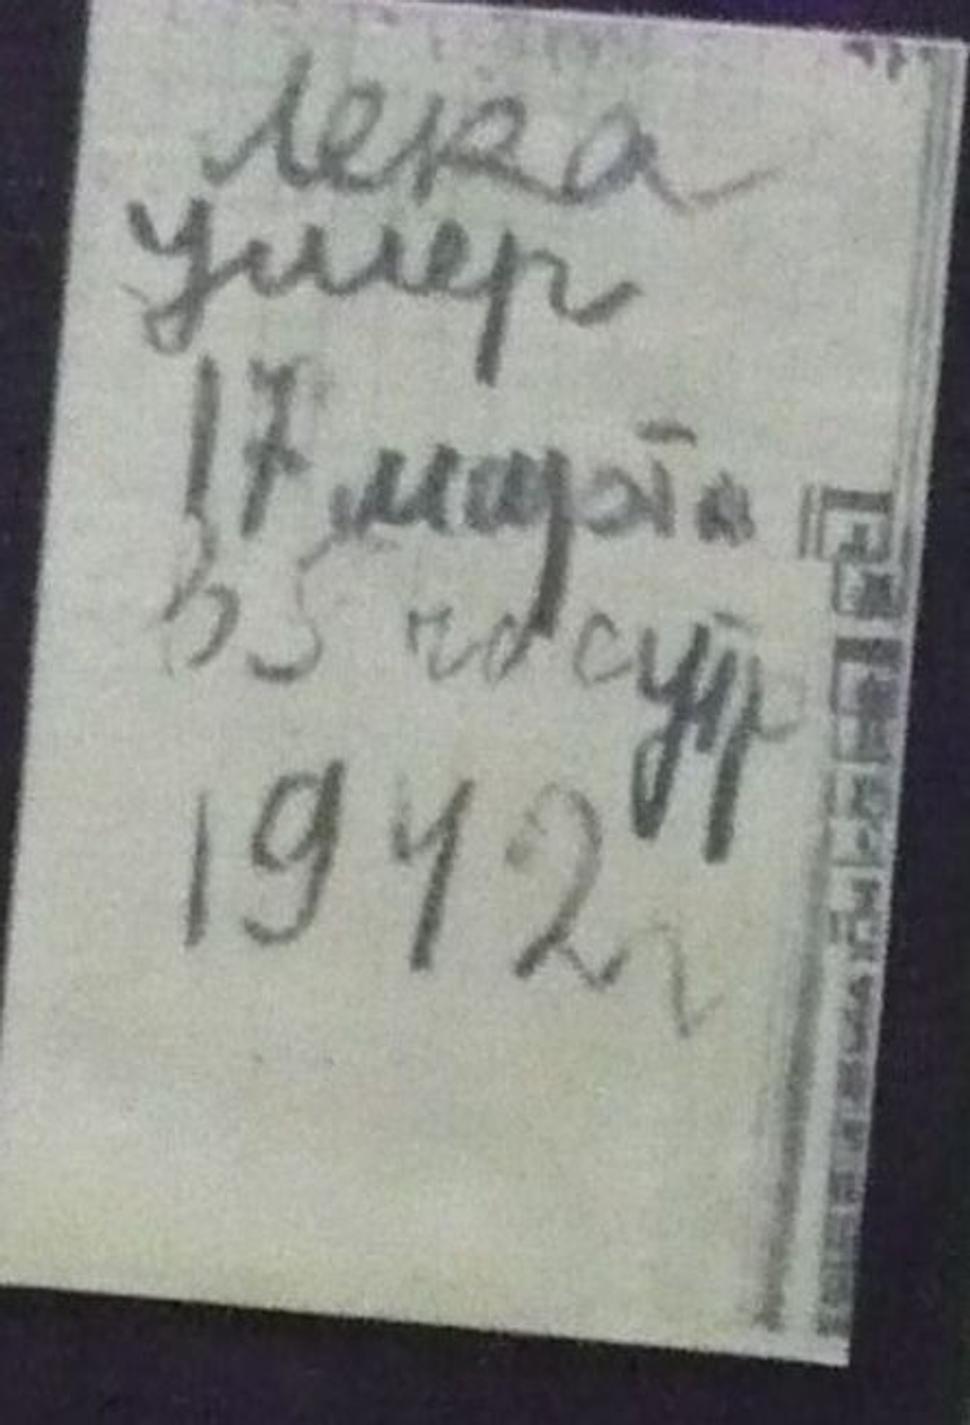 Лека
умер
17 марта
в 5 часутр
1942 г